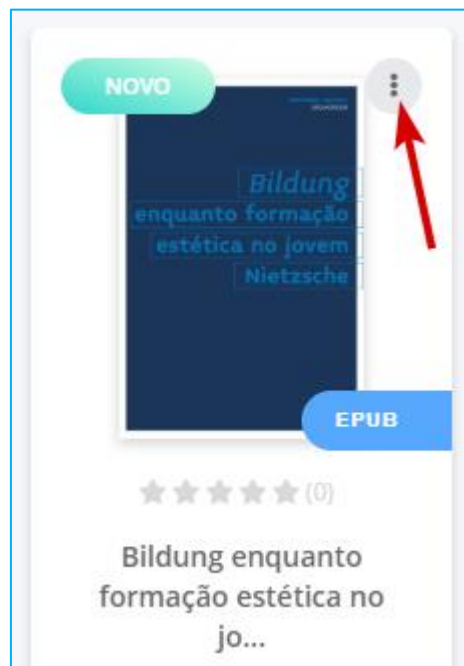 NOVO
Bildung
enquanto formação
estética no jovem
Nietzsche
EPUB
(0)
Bildung enquanto
formação estética no
jo...